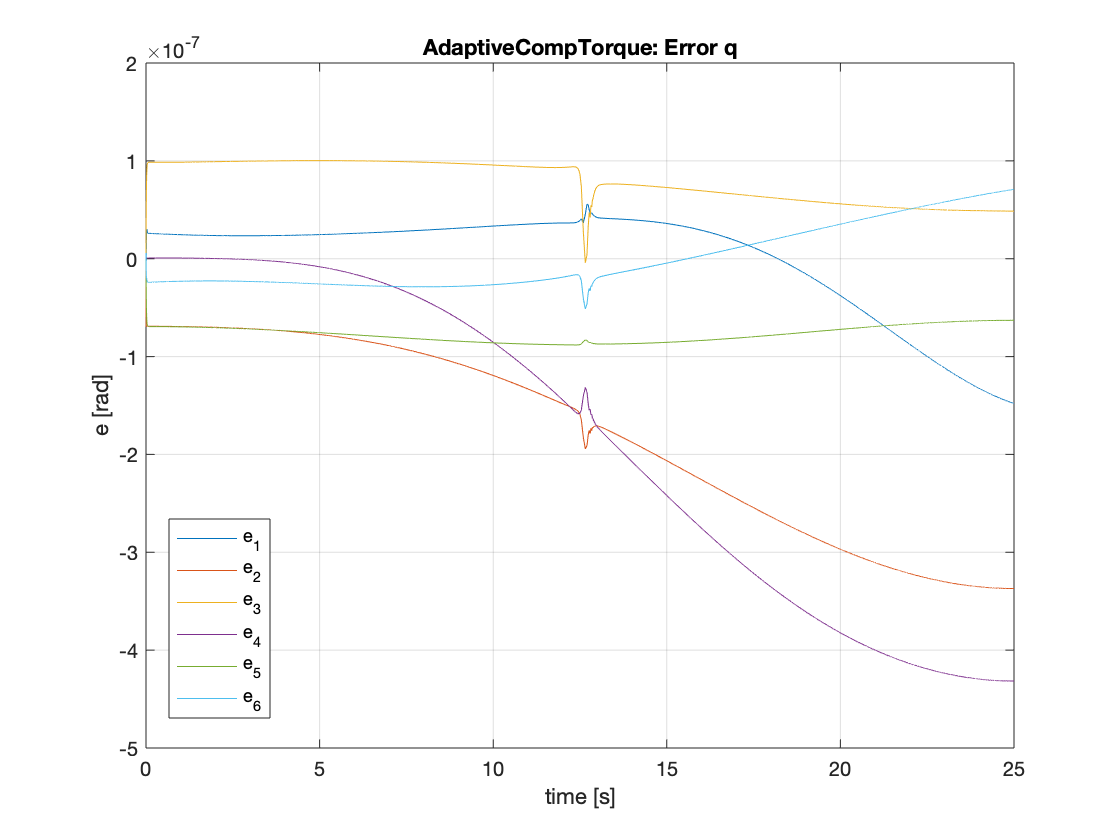 AdaptiveCompTorque: Error q
×10⁻⁷
2
1
0
-1
-2
-3
-4
-5
e [rad]
e₁
e₂
e₃
e₄
e₅
e₆
0 5 10 15 20 25
time [s]